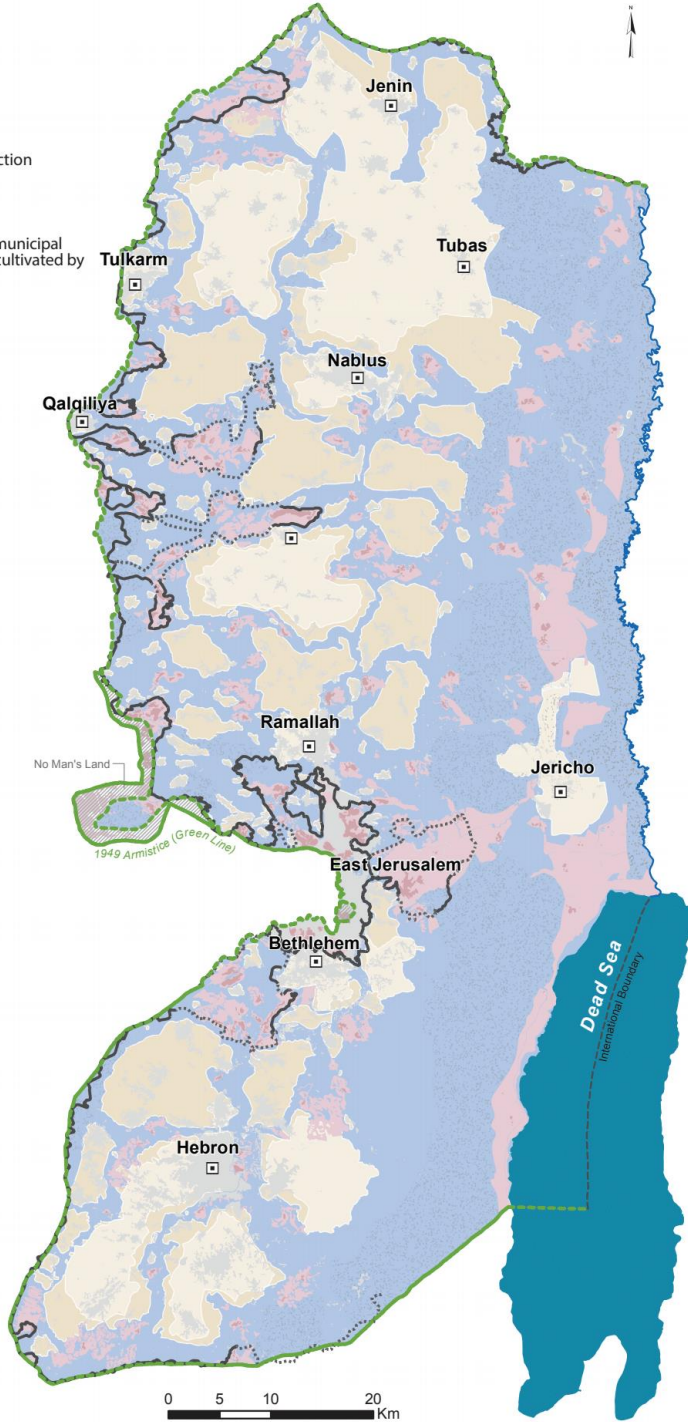 N
Jenin
ction
municipal
cultivated by
Tulkarm
Tubas
Nablus
Qalqiliya
Ramallah
No Man's Land
Jericho
1949 Armistice (Green Line)
East Jerusalem
Bethlehem
Dead Sea
International Boundary
Hebron
0 5 10 20
Km